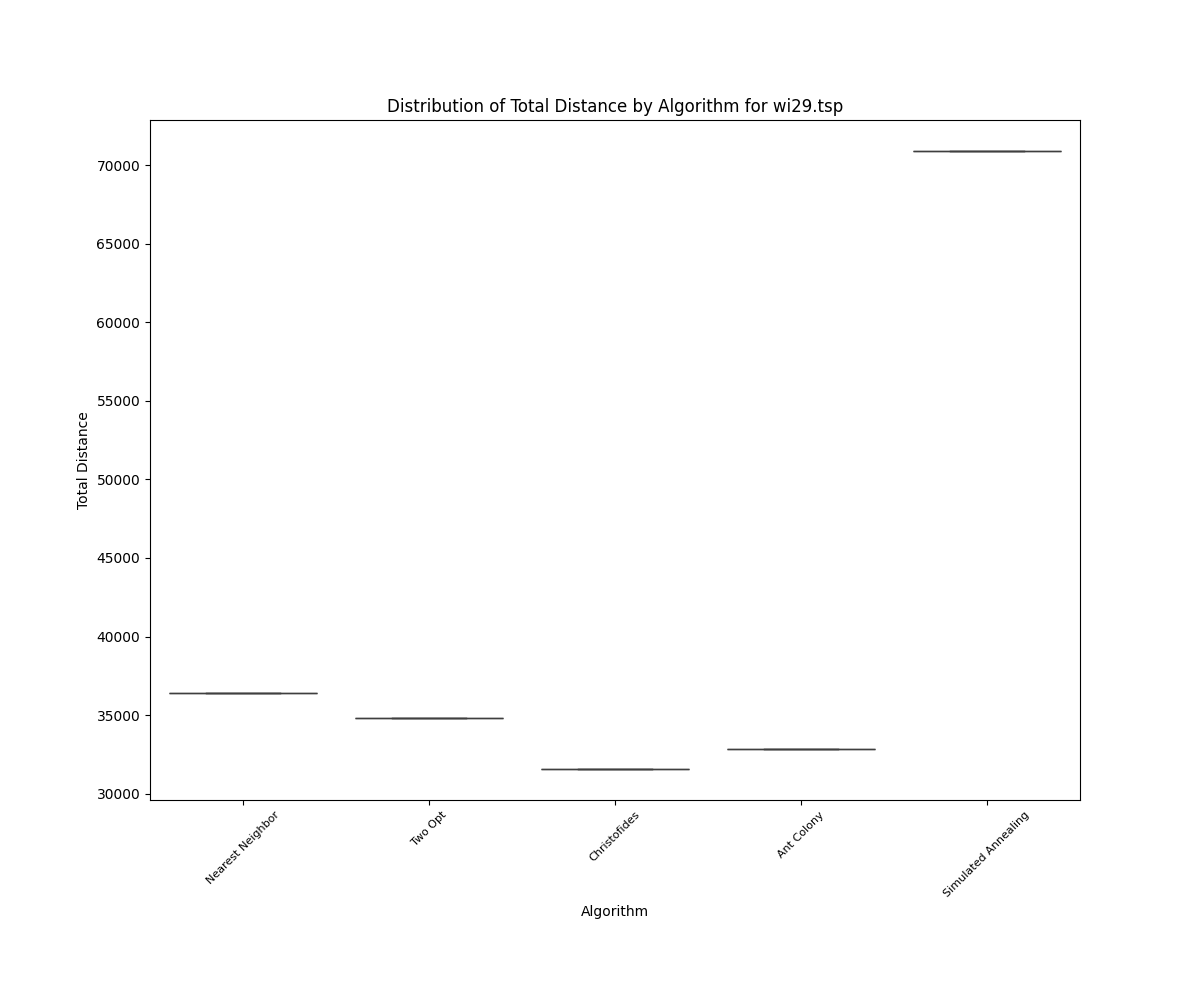 Distribution of Total Distance by Algorithm for wi29.tsp
70000
65000
60000
55000
50000
45000
40000
35000
30000
Total Distance
Nearest Neighbor
Two Opt
Christofides
Ant Colony
Simulated Annealing
Algorithm